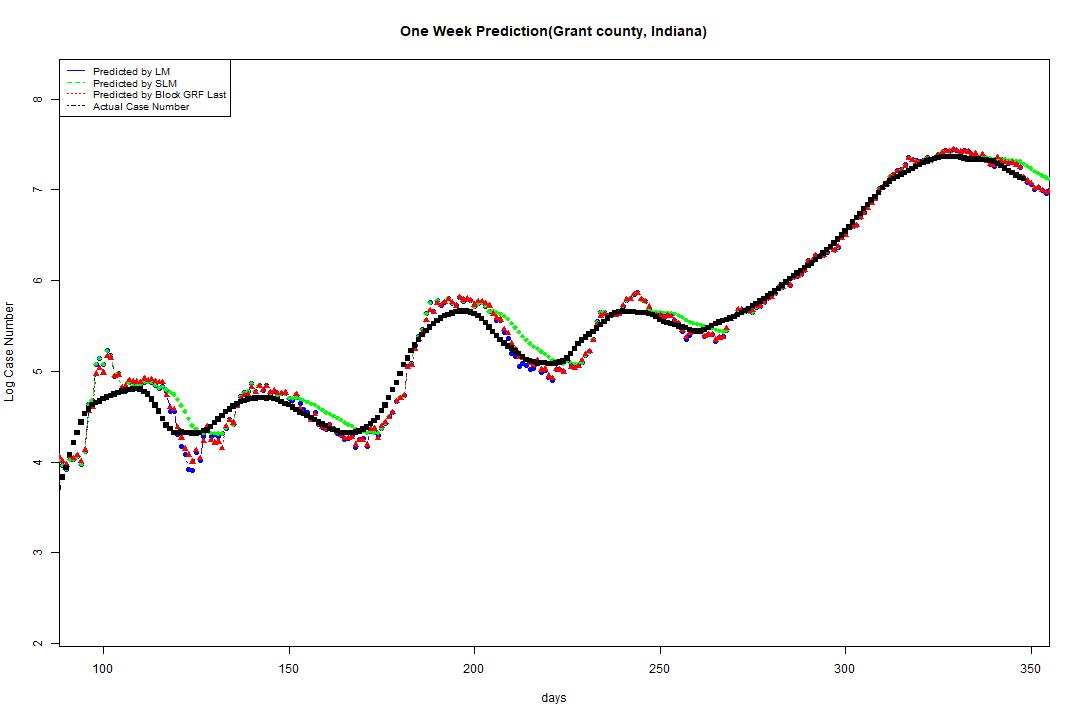 One Week Prediction(Grant county, Indiana)
Predicted by LM
Predicted by SLM
Predicted by Block GRF Last
Actual Case Number
8
7
6
5
4
3
2
Log Case Number
100 150 200 250 300 350
days